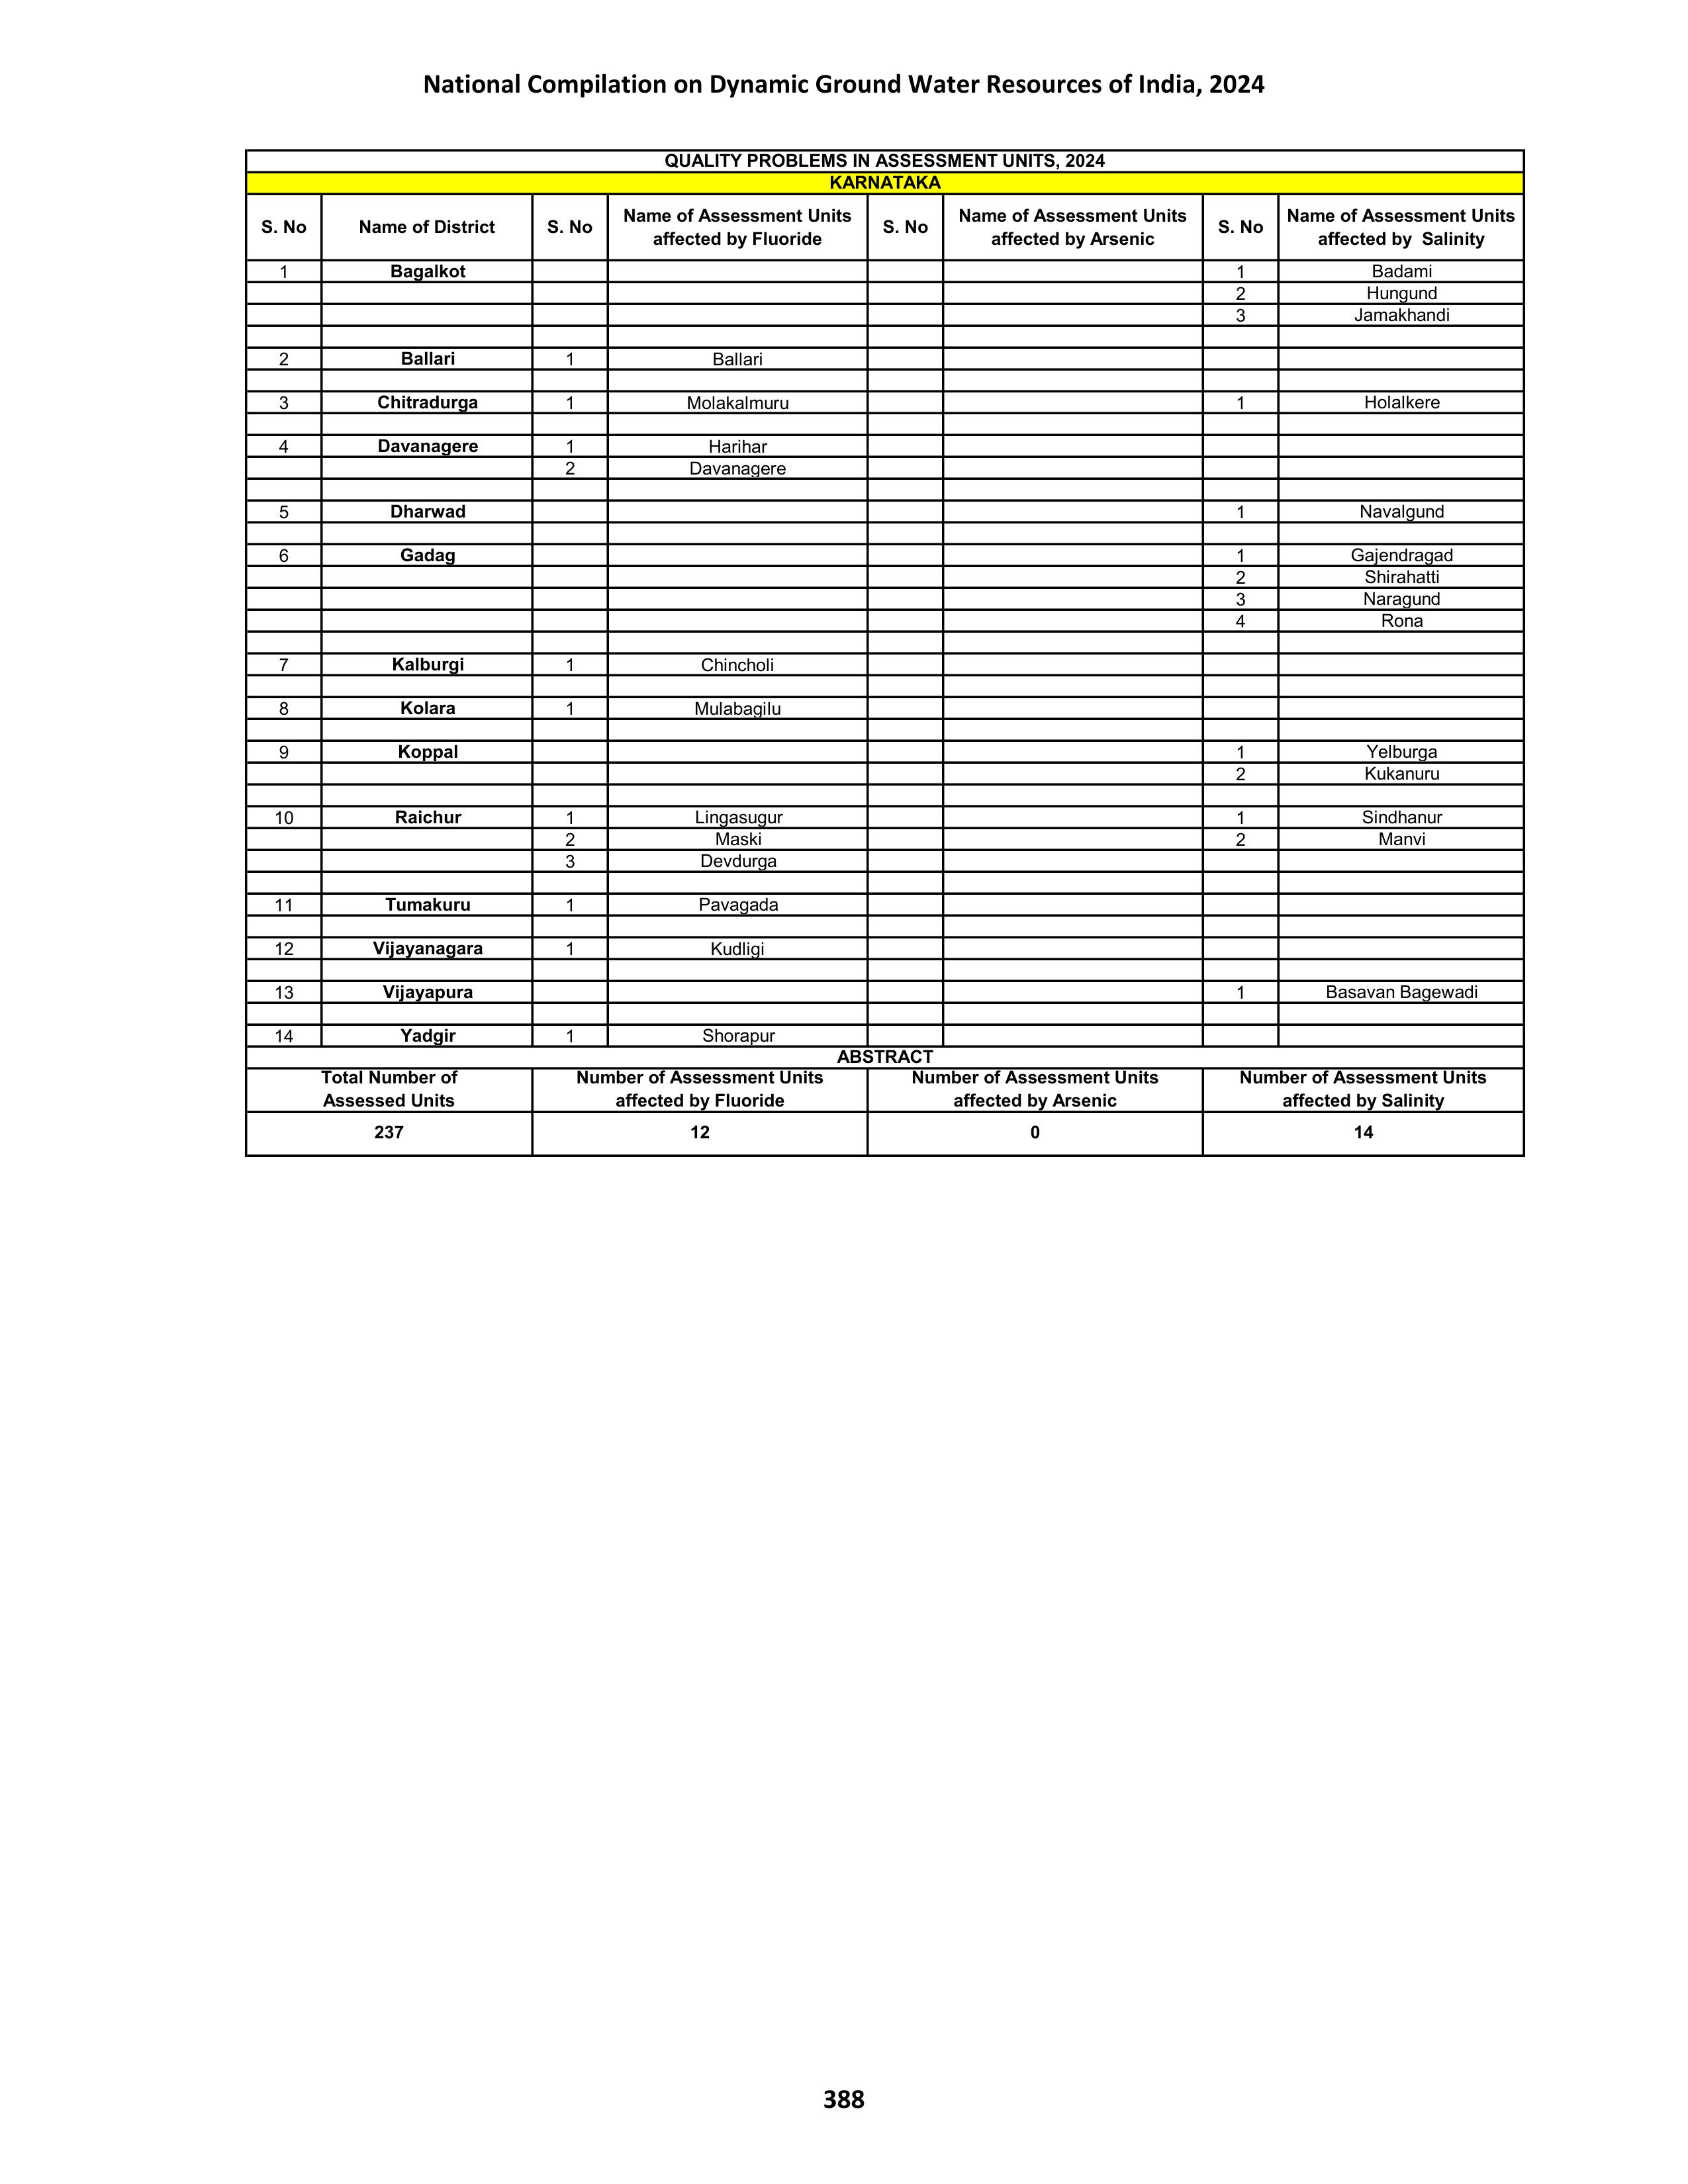 National Compilation on Dynamic Ground Water Resources of India, 2024
QUALITY PROBLEMS IN ASSESSMENT UNITS, 2024
KARNATAKA
S. No Name of District S. No Name of Assessment Units affected by Fluoride S. No Name of Assessment Units affected by Arsenic S. No Name of Assessment Units affected by Salinity
1 Bagalkot 1 Badami
2 Hungund
3 Jamakhandi
2 Ballari 1 Ballari
3 Chitradurga 1 Molakalmuru 1 Holalkere
4 Davanagere 1 Harihar
2 Davanagere
5 Dharwad 1 Navalgund
6 Gadag 1 Gajendragad
2 Shirahatti
3 Naragund
4 Rona
7 Kalburgi 1 Chincholi
8 Kolara 1 Mulabagilu
9 Koppal 1 Yelburga
2 Kukanuru
10 Raichur 1 Lingasugur 1 Sindhanur
2 Maski 2 Manvi
3 Devdurga
11 Tumakuru 1 Pavagada
12 Vijayanagara 1 Kudligi
13 Vijayapura 1 Basavan Bagewadi
14 Yadgir 1 Shorapur
ABSTRACT
Total Number of Assessed Units Number of Assessment Units affected by Fluoride Number of Assessment Units affected by Arsenic Number of Assessment Units affected by Salinity
237 12 0 14
388